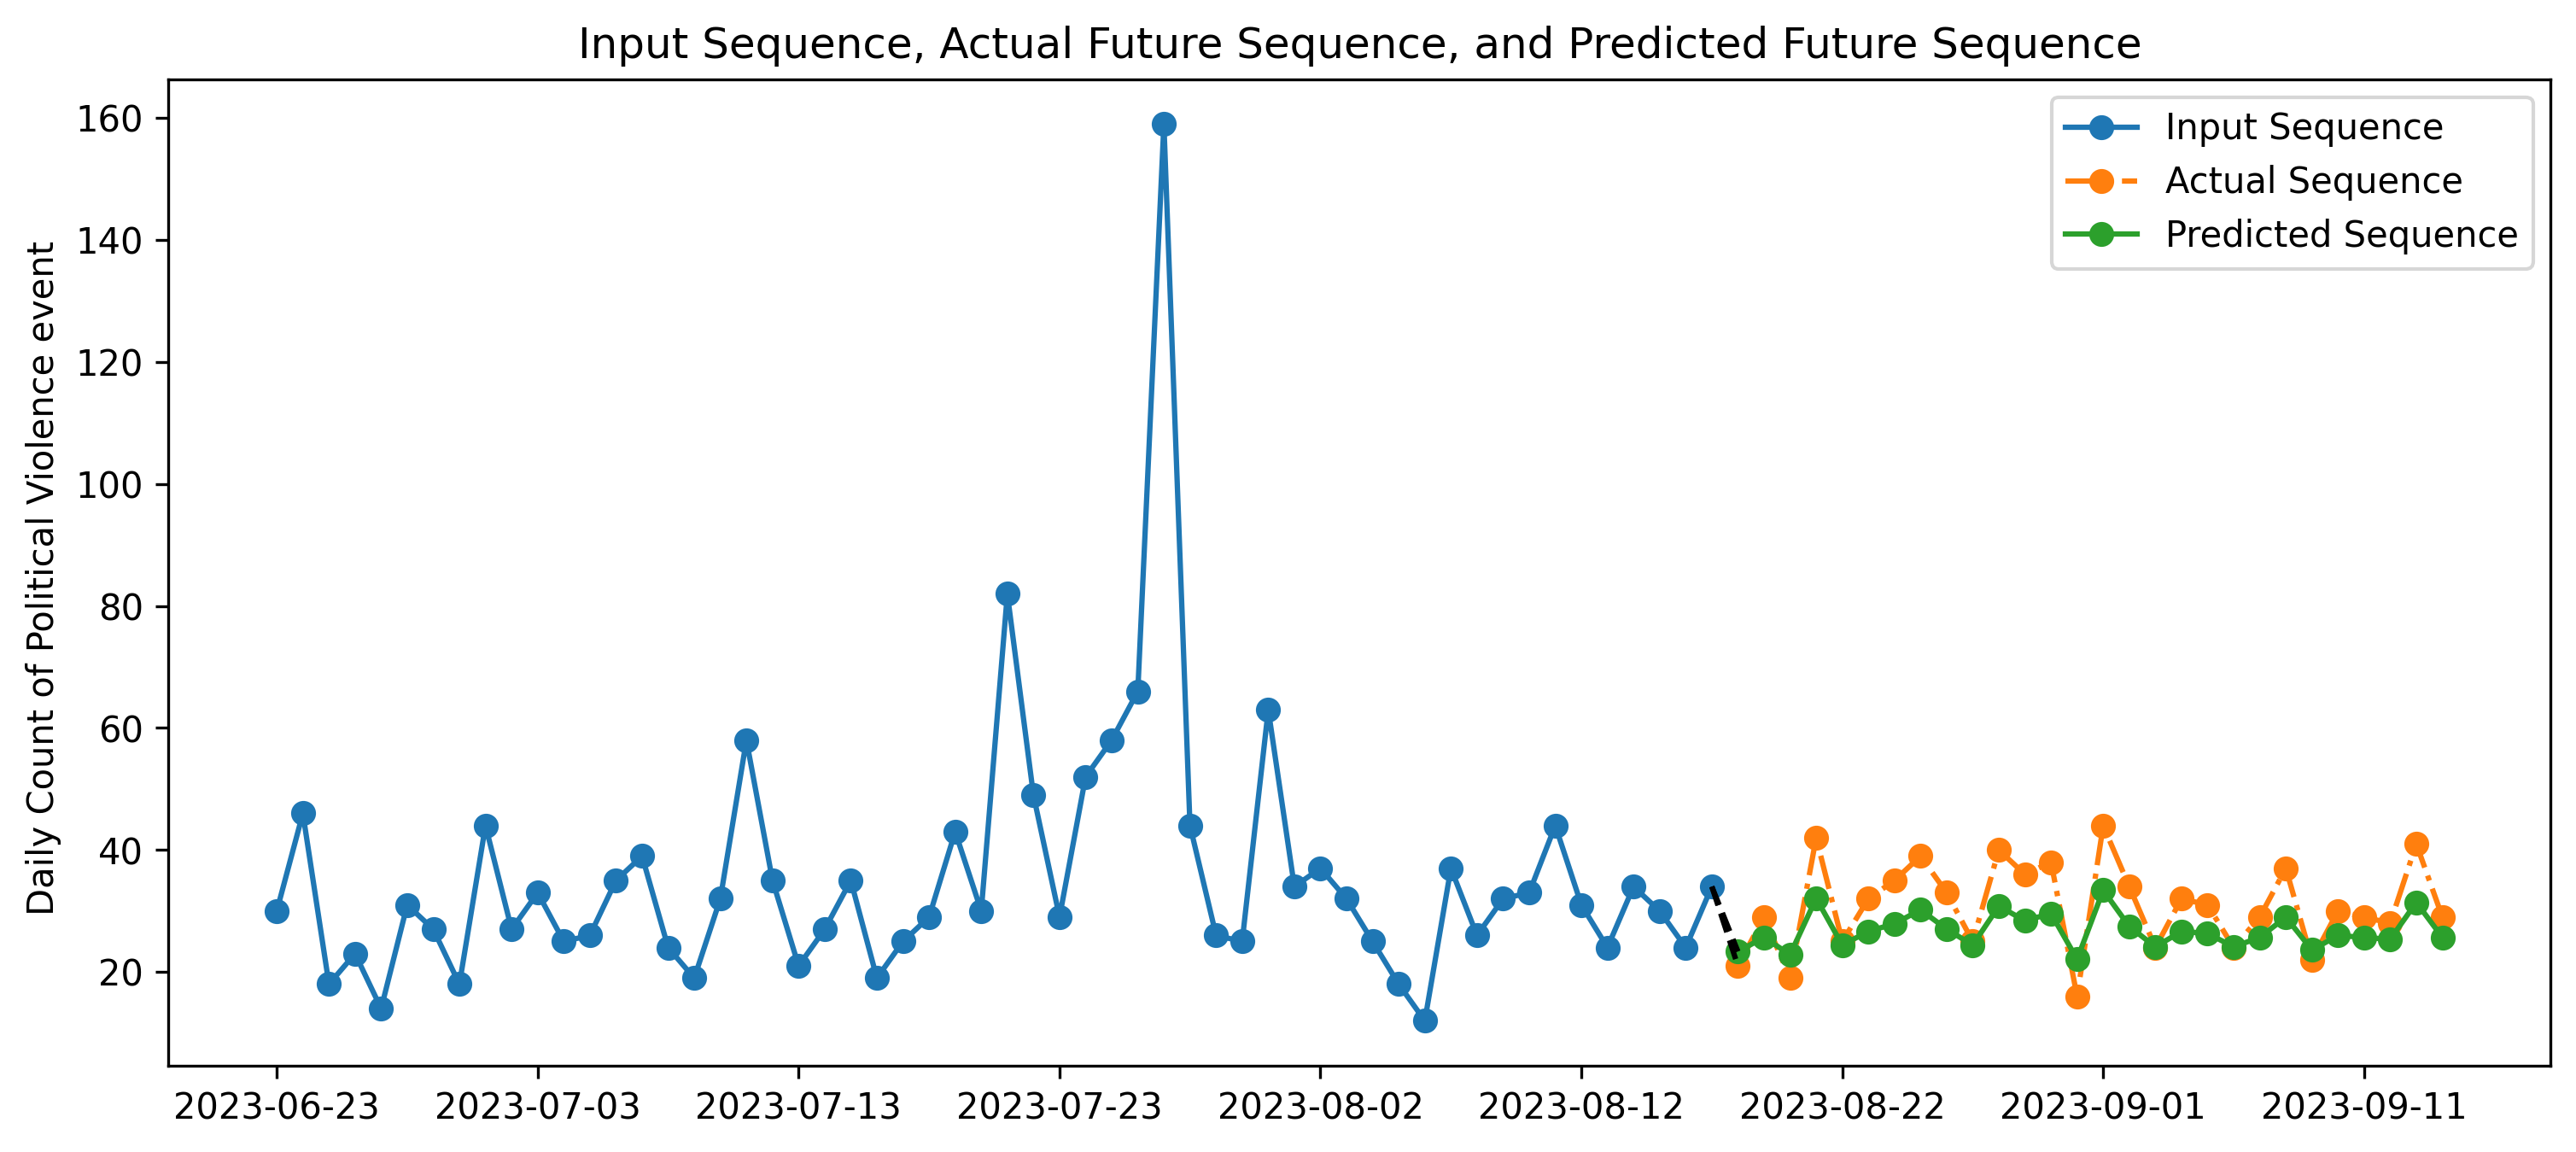 Input Sequence, Actual Future Sequence, and Predicted Future Sequence
Daily Count of Political Violence event
160
140
120
100
80
60
40
20
Input Sequence
Actual Sequence
Predicted Sequence
2023-06-23 2023-07-03 2023-07-13 2023-07-23 2023-08-02 2023-08-12 2023-08-22 2023-09-01 2023-09-11